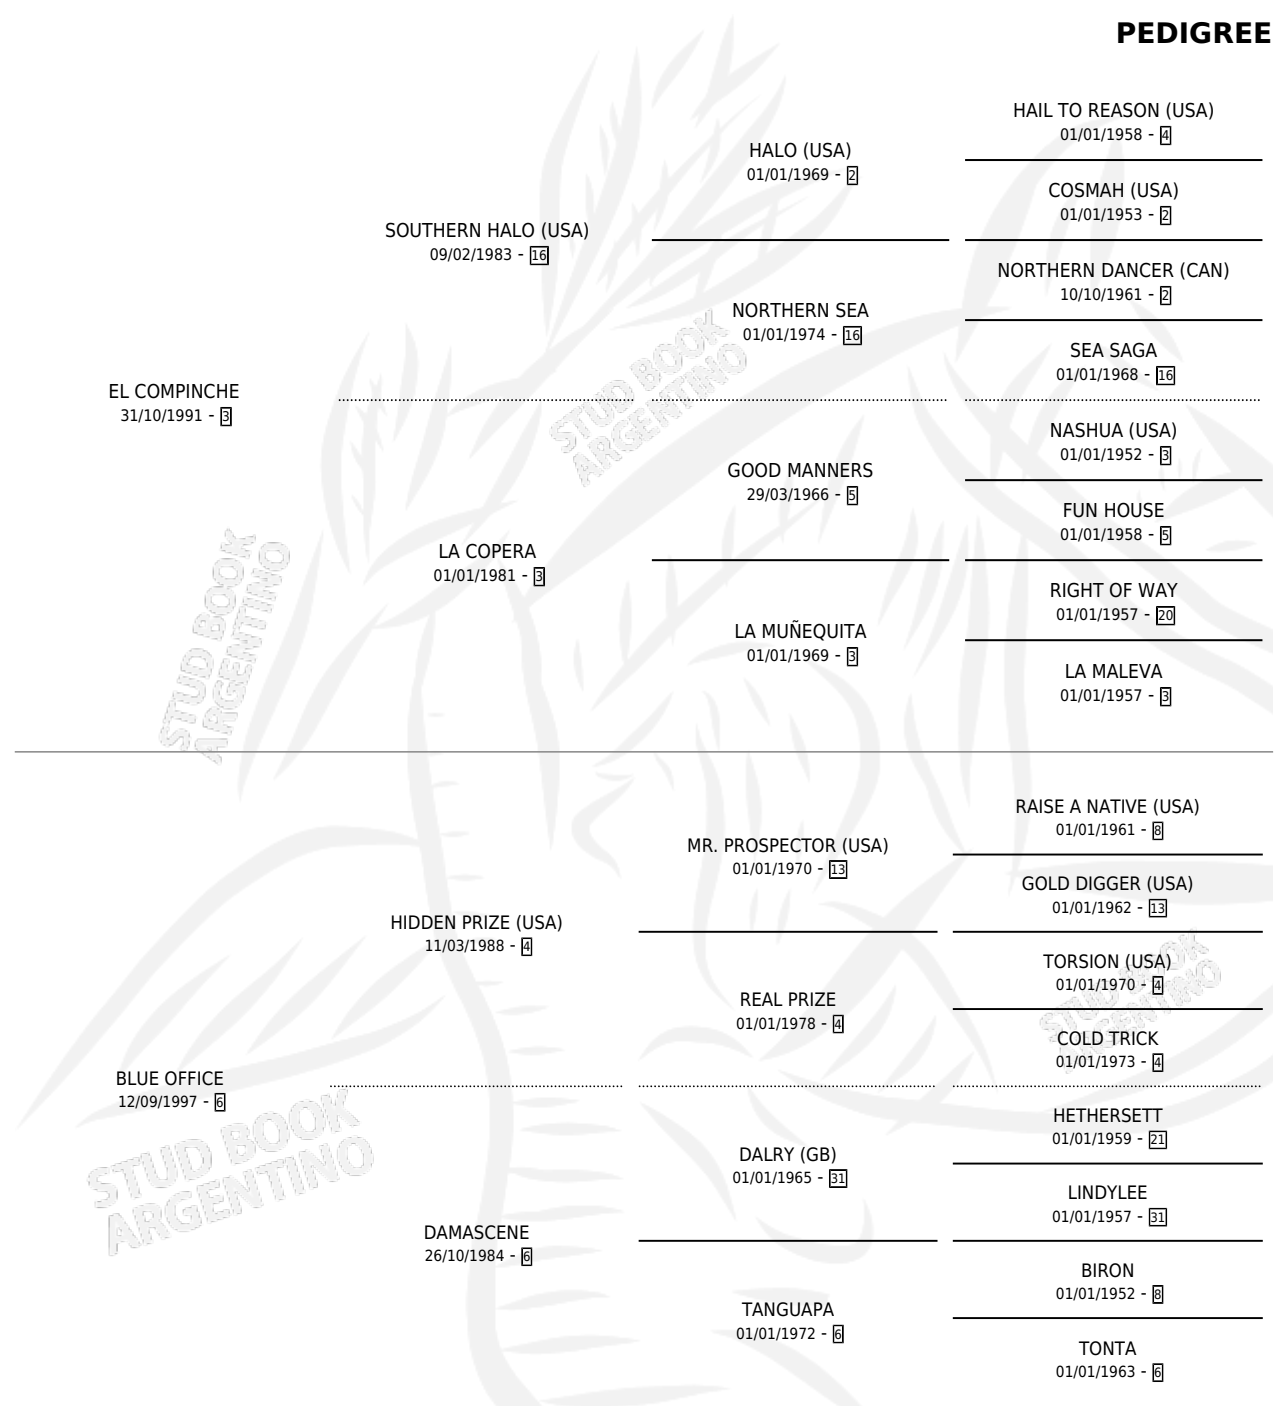 PEDIGREE
HAIL TO REASON (USA)
01/01/1958 - 4
HALO (USA)
01/01/1969 - 2
COSMAH (USA)
01/01/1953 - 2
SOUTHERN HALO (USA)
09/02/1983 - 16
NORTHERN DANCER (CAN)
10/10/1961 - 2
NORTHERN SEA
01/01/1974 - 16
SEA SAGA
01/01/1968 - 16
EL COMPINCHE
31/10/1991 - 3
STUD BOOK
ARGENTINO
NASHUA (USA)
01/01/1952 - 3
GOOD MANNERS
29/03/1966 - 5
FUN HOUSE
01/01/1958 - 5
LA COPERA
01/01/1981 - 3
RIGHT OF WAY
01/01/1957 - 20
LA MUÑEQUITA
01/01/1969 - 3
LA MALEVA
01/01/1957 - 3
STUD BOOK
ARGENTINO
RAISE A NATIVE (USA)
01/01/1961 - 8
MR. PROSPECTOR (USA)
01/01/1970 - 13
GOLD DIGGER (USA)
01/01/1962 - 13
HIDDEN PRIZE (USA)
11/03/1988 - 4
TORSION (USA)
01/01/1970 - 4
REAL PRIZE
01/01/1978 - 4
COLD TRICK
01/01/1973 - 4
STUD BOOK
ARGENTINO
BLUE OFFICE
12/09/1997 - 6
HETHERSETT
01/01/1959 - 21
DALRY (GB)
01/01/1965 - 31
LINDYLEE
01/01/1957 - 31
STUD BOOK
ARGENTINO
DAMASCENE
26/10/1984 - 6
BIRON
01/01/1952 - 8
TANGUAPA
01/01/1972 - 6
TONTA
01/01/1963 - 6